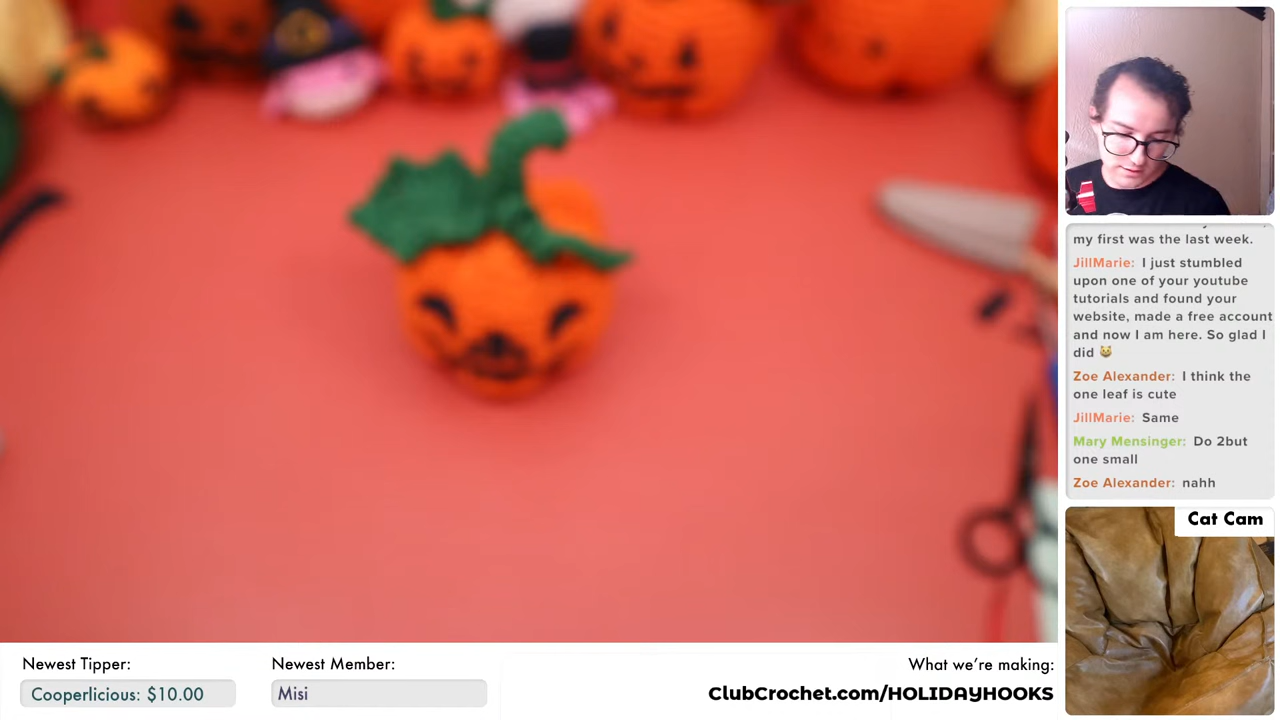 my first was the last week.
JillMarie: I just stumbled
upon one of your youtube
tutorials and found your
website, made a free account
and now I am here. So glad I
did 😺
Zoe Alexander: I think the
one leaf is cute
JillMarie: Same
Mary Mensinger: Do 2but
one small
Zoe Alexander: nahh
Cat Cam
Newest Tipper:
Cooperlicious: $10.00
Newest Member:
Misi
What we're making:
ClubCrochet.com/HOLIDAYHOOKS